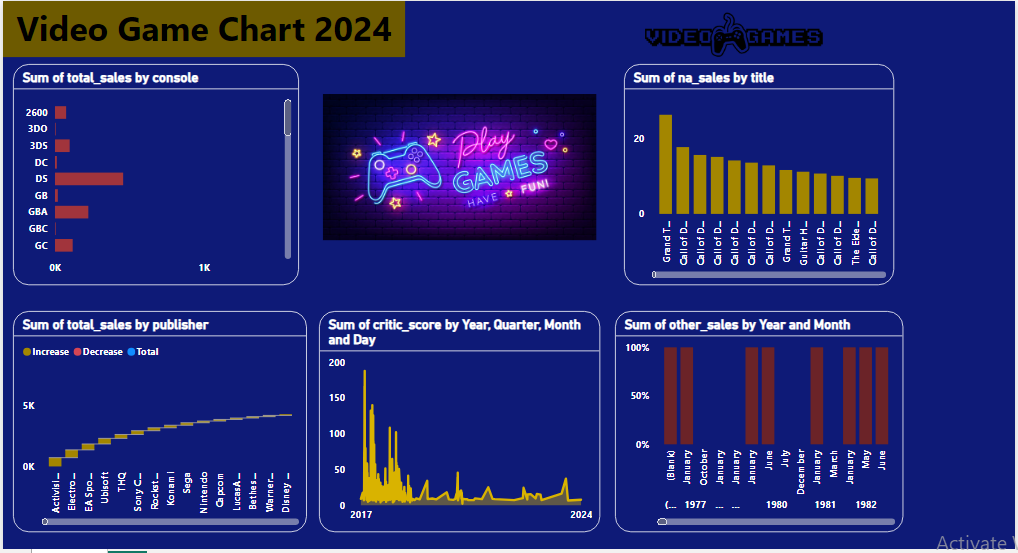 Video Game Chart 2024
VIDEO GAMES
Sum of total_sales by console
2600
3DO
3DS
DC
DS
GB
GBA
GBC
GC
0K
1K
Play
GAMES
HAVE FUN!
Sum of na_sales by title
20
0
Grand T...
Call of D...
Call of D...
Call of D...
Call of D...
Call of D...
Call of D...
Grand T...
Guitar H...
Call of D...
Call of D...
The Elde...
Call of D...
Sum of total_sales by publisher
Increase Decrease Total
5K
0K
Activisi...
Electro...
EA Spo...
Ubisoft
THQ
Sony C...
Rockst...
Konami
Sega
Nintendo
Capcom
LucasA...
Bethes...
Warner...
Disney ...
Sum of critic_score by Year, Quarter, Month
and Day
200
150
100
50
0
2017
2024
Sum of other_sales by Year and Month
100%
50%
0%
(Blank)
January
October
January
January
January
June
July
December
January
March
January
May
June
(...
1977
...
...
1980
1981
1982
Activate